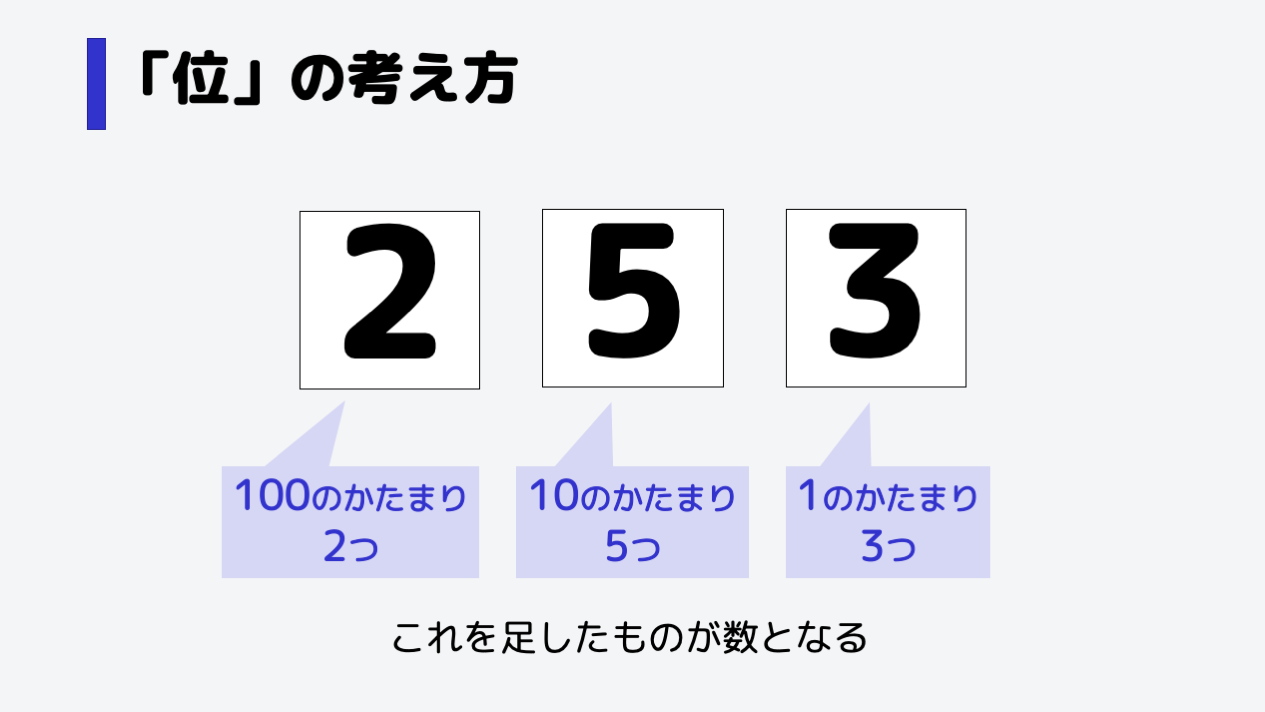 「位」の考え方
2 5 3
100のかたまり
2つ
10のかたまり
5つ
1のかたまり
3つ
これを足したものが数となる